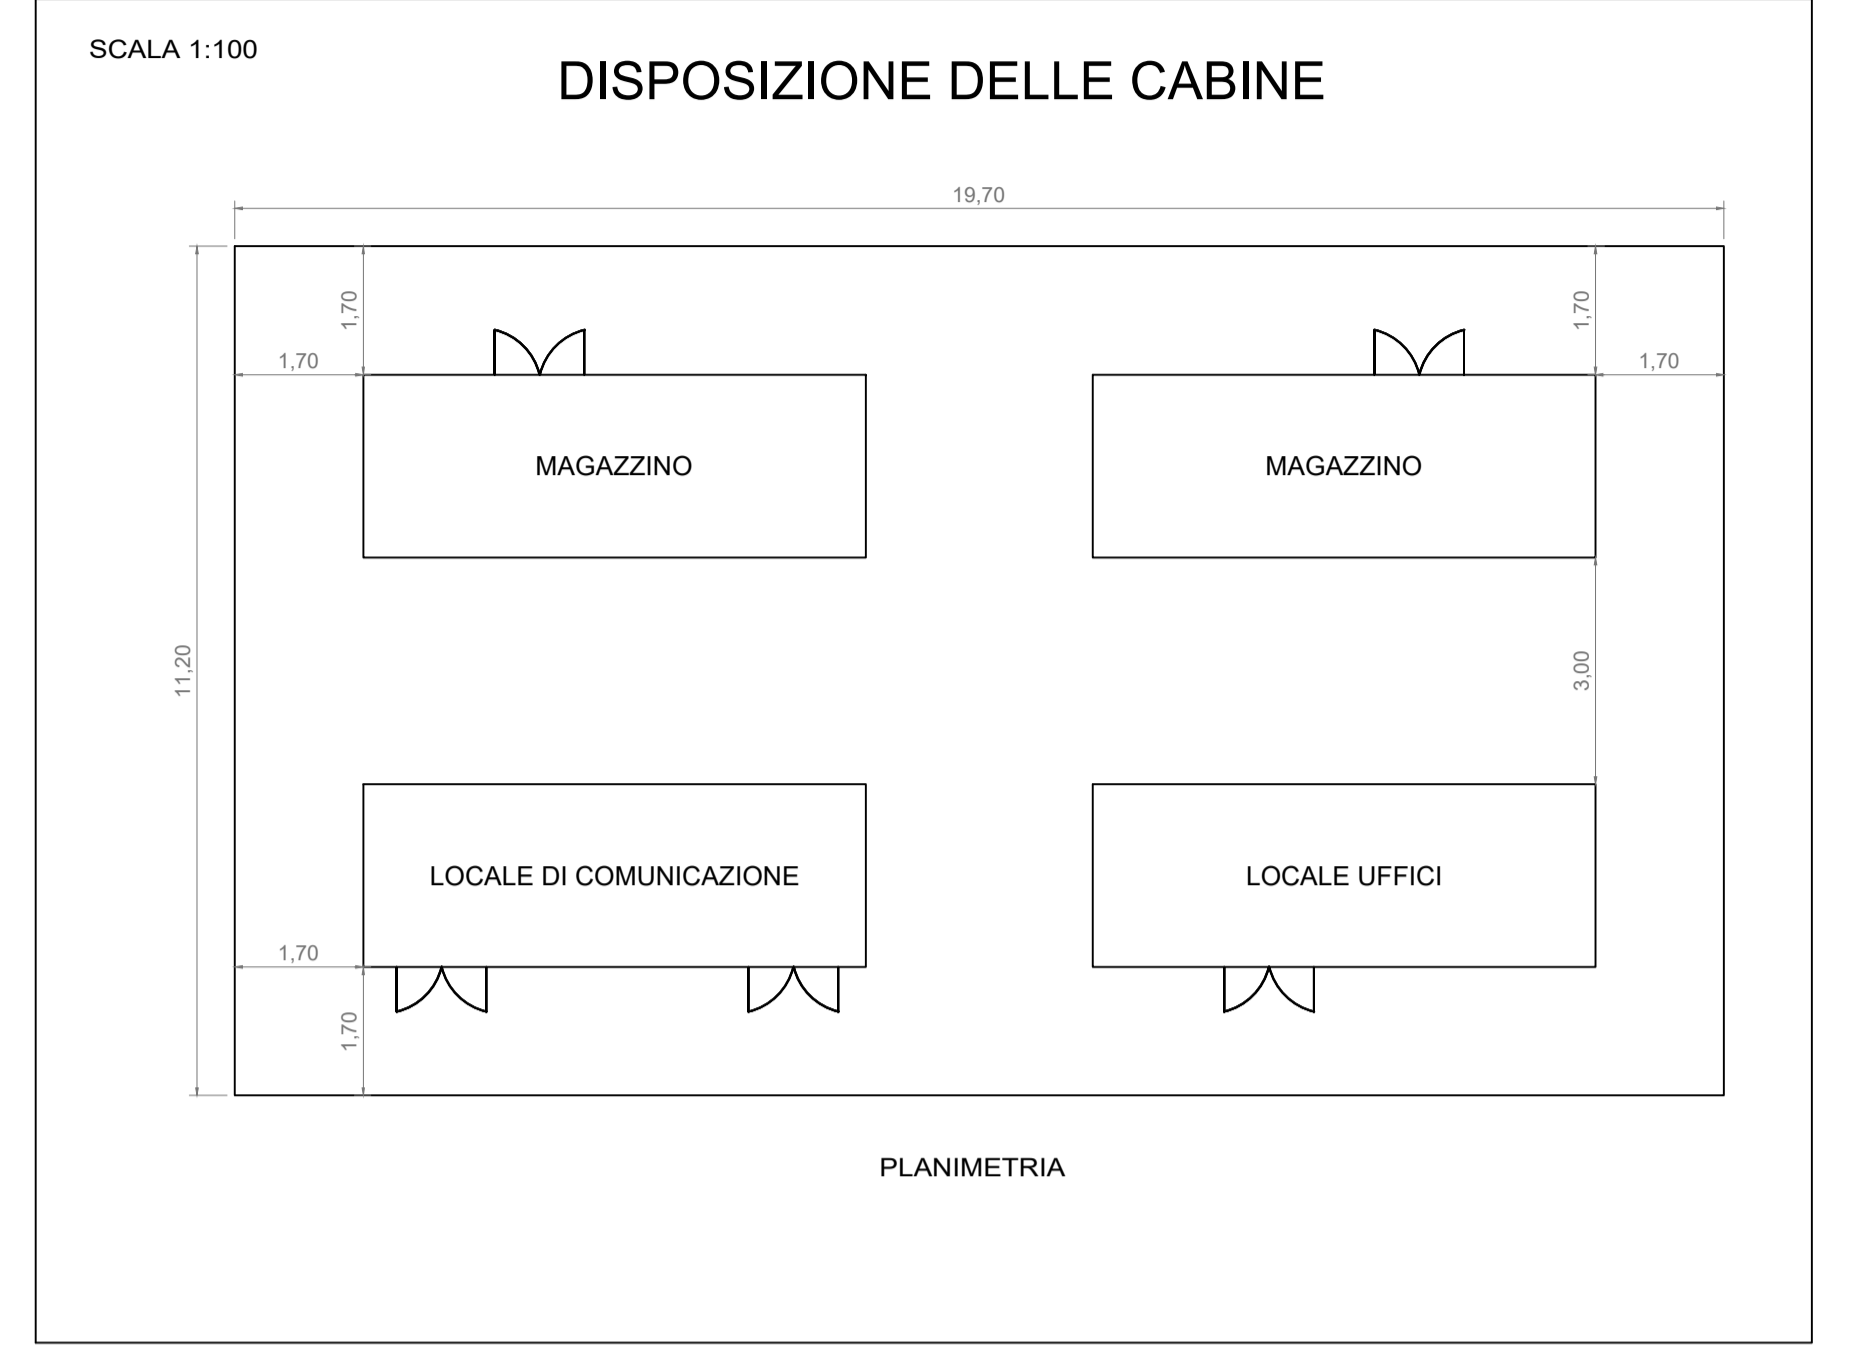 SCALA 1:100
DISPOSIZIONE DELLE CABINE
19,70
1,70
1,70
1,70
1,70
MAGAZZINO
MAGAZZINO
11,20
3,00
LOCALE DI COMUNICAZIONE
LOCALE UFFICI
1,70
1,70
PLANIMETRIA